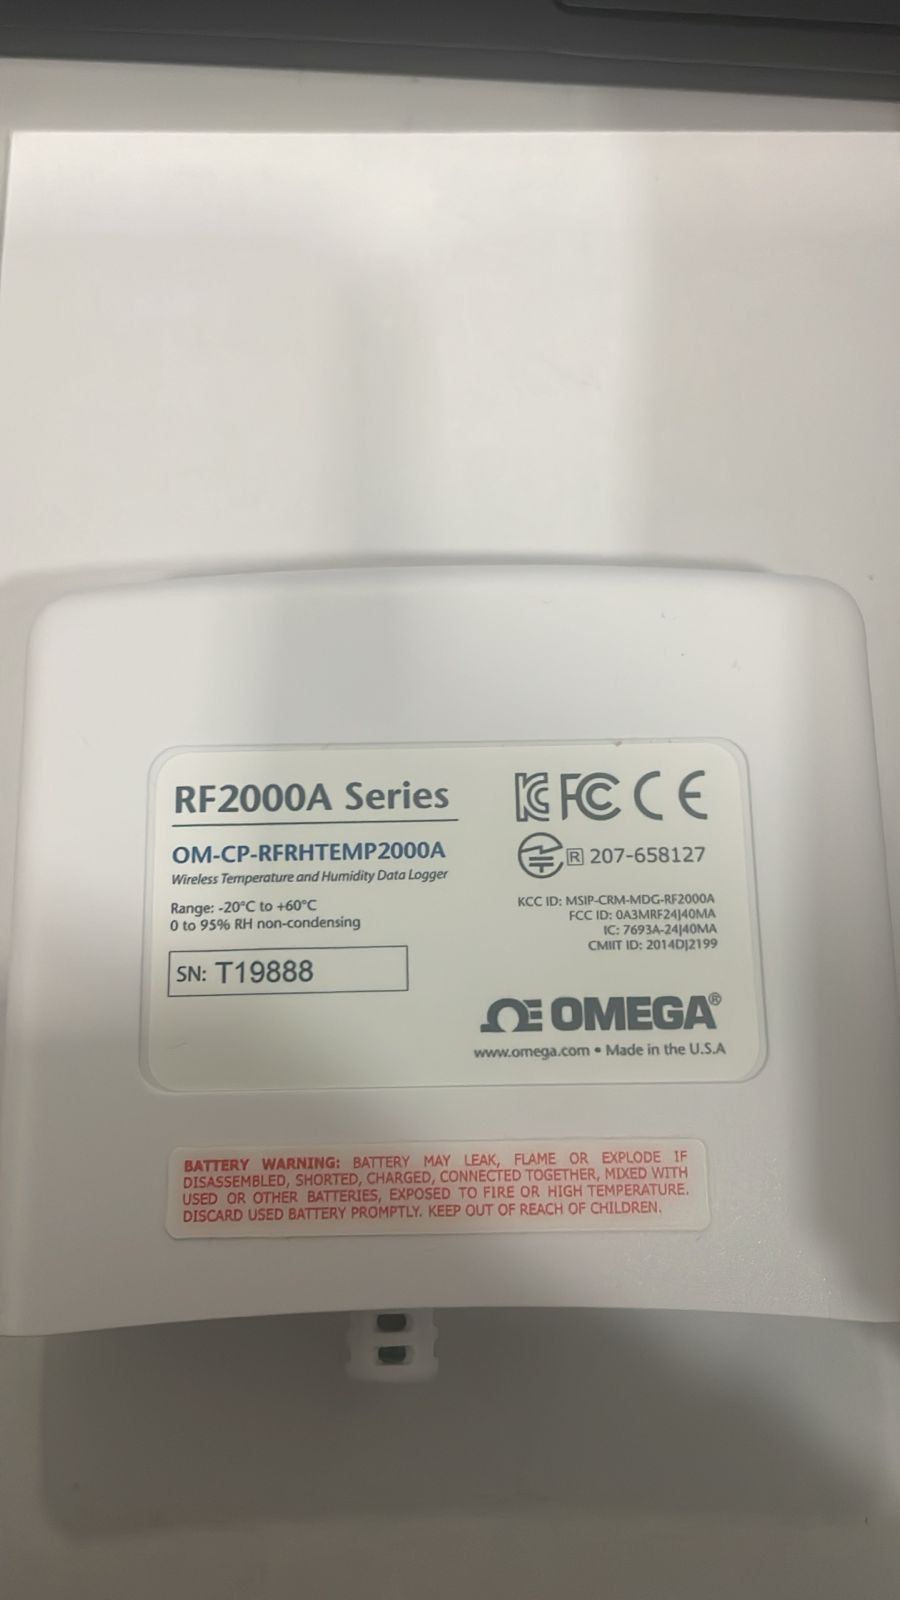 RF2000A Series
OM-CP-RFRHTEMP2000A
Wireless Temperature and Humidity Data Logger
Range: -20°C to +60°C
0 to 95% RH non-condensing
SN: T19888
FC CE
R 207-658127
KCC ID: MSIP-CRM-MDG-RF2000A
FCC ID: 0A3MRF24J40MA
IC: 7693A-24J40MA
CMIIT ID: 2014DJ2199
OMEGA®
www.omega.com • Made in the U.S.A
BATTERY WARNING: BATTERY MAY LEAK, FLAME OR EXPLODE IF
DISASSEMBLED, SHORTED, CHARGED, CONNECTED TOGETHER, MIXED WITH
USED OR OTHER BATTERIES, EXPOSED TO FIRE OR HIGH TEMPERATURE.
DISCARD USED BATTERY PROMPTLY. KEEP OUT OF REACH OF CHILDREN.